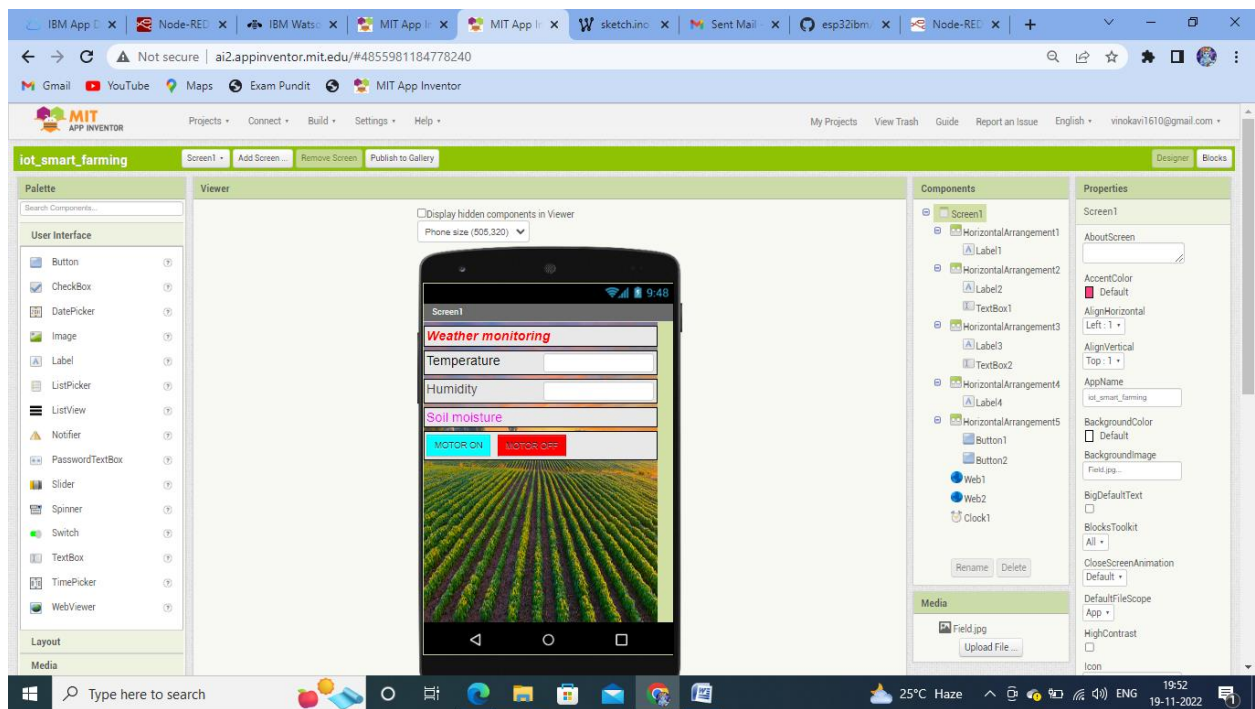 IBM App D
Node-RED
IBM Watso
MIT App In
MIT App In
sketch.ino
Sent Mail -
esp32ibm/
Node-RED
Not secure | ai2.appinventor.mit.edu/#4855981184778240
Gmail YouTube Maps Exam Pundit MIT App Inventor
MIT
APP INVENTOR
Projects Connect Build Settings Help
My Projects View Trash Guide Report an Issue English vinokavi1610@gmail.com
iot_smart_farming
Screen1 Add Screen ... Remove Screen Publish to Gallery
Designer Blocks
Palette
Search Components...
User Interface
Button
CheckBox
DatePicker
Image
Label
ListPicker
ListView
Notifier
PasswordTextBox
Slider
Spinner
Switch
TextBox
TimePicker
WebViewer
Layout
Media
Viewer
Display hidden components in Viewer
Phone size (505,320)
9:48
Screen1
Weather monitoring
Temperature
Humidity
Soil moisture
MOTOR ON MOTOR OFF
Components
Screen1
HorizontalArrangement1
Label1
HorizontalArrangement2
Label2
TextBox1
HorizontalArrangement3
Label3
TextBox2
HorizontalArrangement4
Label4
HorizontalArrangement5
Button1
Button2
Web1
Web2
Clock1
Rename Delete
Media
Field.jpg
Upload File ...
Properties
Screen1
AboutScreen
AccentColor
Default
AlignHorizontal
Left : 1
AlignVertical
Top : 1
AppName
iot_smart_farming
BackgroundColor
Default
BackgroundImage
Field.jpg...
BigDefaultText
BlocksToolkit
All
CloseScreenAnimation
Default
DefaultFileScope
App
HighContrast
Icon
Type here to search
25°C Haze
ENG
19:52
19-11-2022